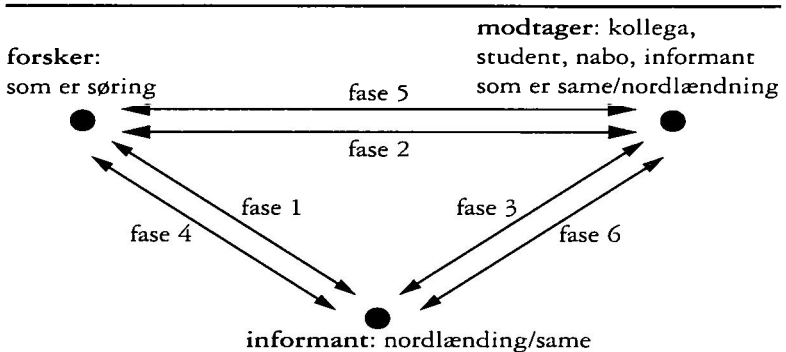 forsker:
som er søring
modtager: kollega,
student, nabo, informant
som er same/nordlændning
fase 5
fase 2
fase 1
fase 4
fase 3
fase 6
informant: nordlænding/same